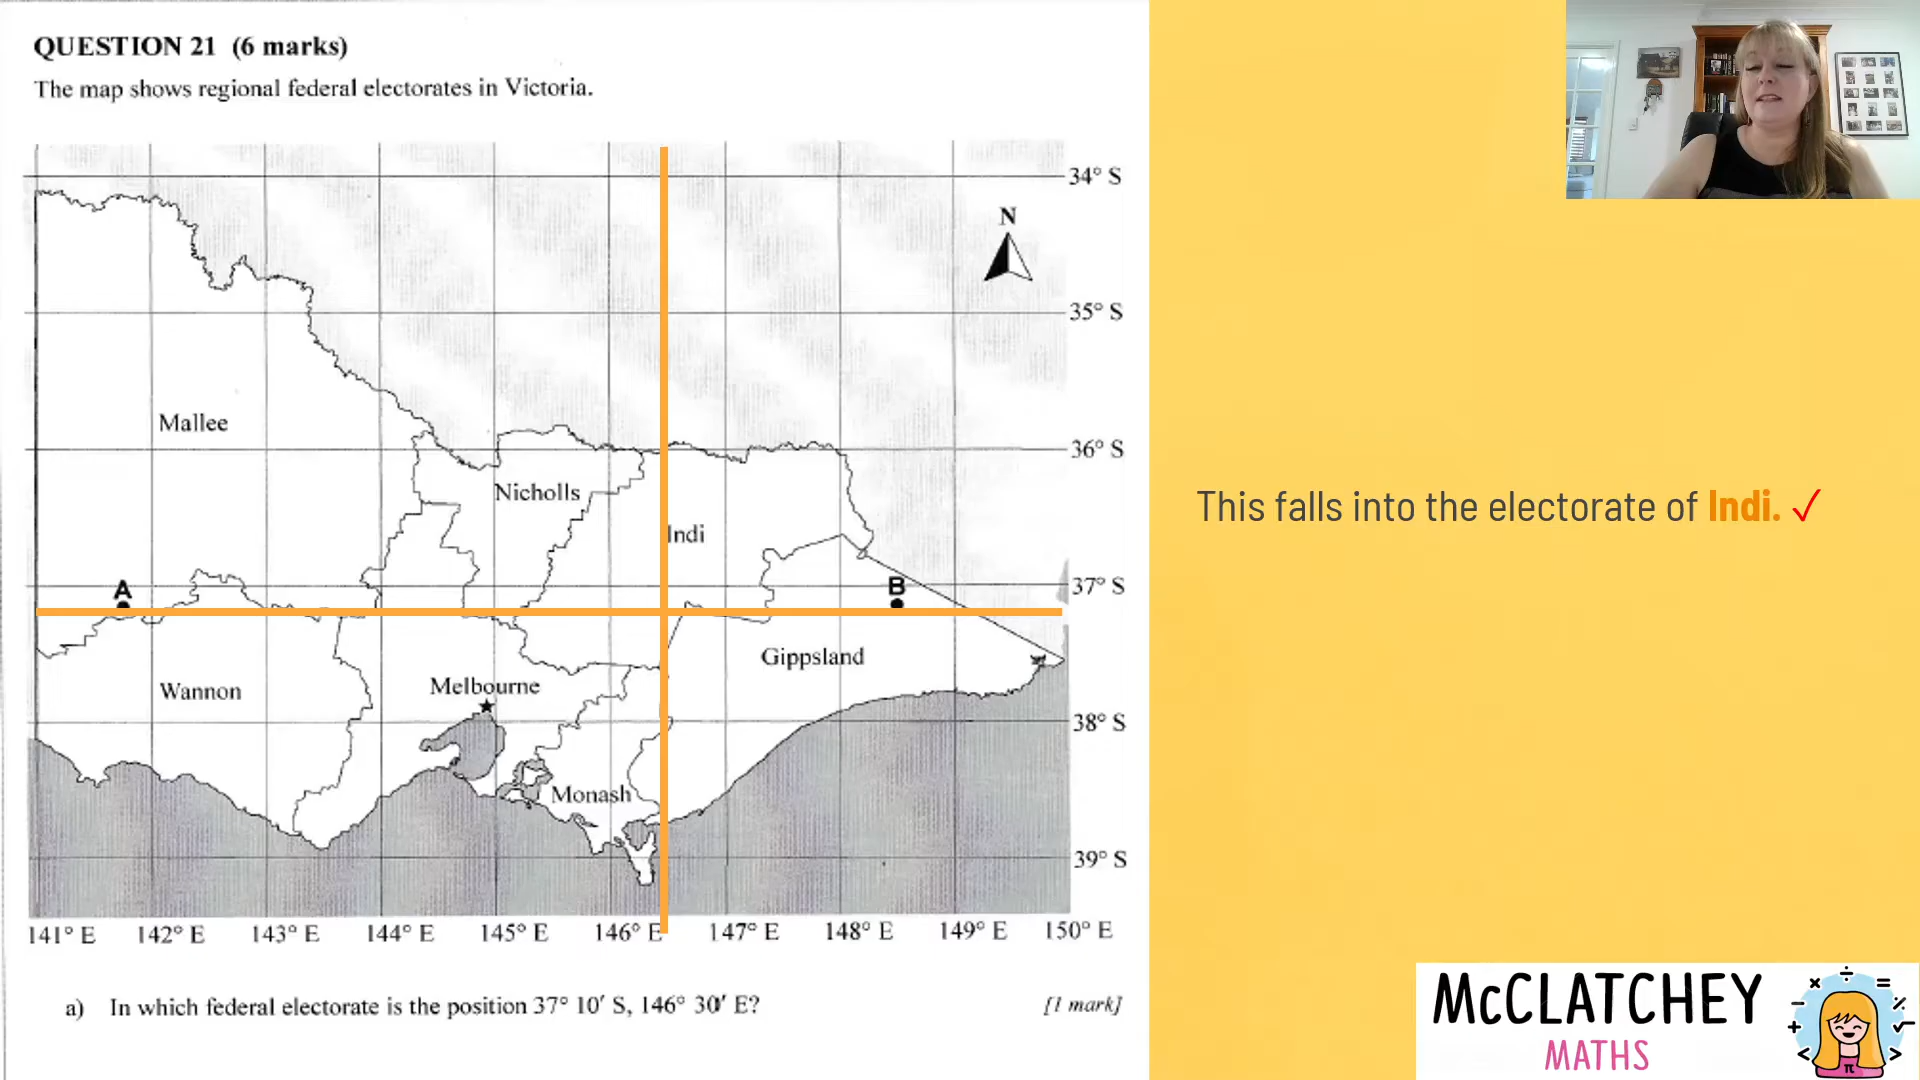 QUESTION 21 (6 marks)
The map shows regional federal electorates in Victoria.
34° S
N
35° S
Mallee
36° S
Nicholls
Indi
A
B
37° S
Gippsland
Wannon
Melbourne
38° S
Monash
39° S
141° E 142° E 143° E 144° E 145° E 146° E 147° E 148° E 149° E 150° E
a) In which federal electorate is the position 37° 10′ S, 146° 30′ E? [1 mark]
This falls into the electorate of Indi. ✓
McCLATCHEY
MATHS
× ÷ = − % + √ < > π